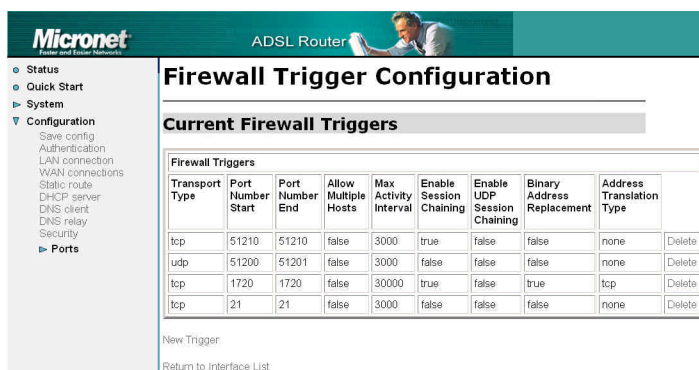 Micronet
Faster and Easier Networks
ADSL Router
Status
Quick Start
System
Configuration
Save config
Authentication
LAN connection
WAN connections
Static route
DHCP server
DNS client
DNS relay
Security
Ports
Firewall Trigger Configuration
Current Firewall Triggers
Firewall Triggers
Transport Type Port Number Start Port Number End Allow Multiple Hosts Max Activity Interval Enable Session Chaining Enable UDP Session Chaining Binary Address Replacement Address Translation Type
tcp 51210 51210 false 3000 true false false none Delete
udp 51200 51201 false 3000 true false false none Delete
tcp 1720 1720 false 30000 true false true tcp Delete
tcp 21 21 false 3000 false false false none Delete
New Trigger
Return to Interface List